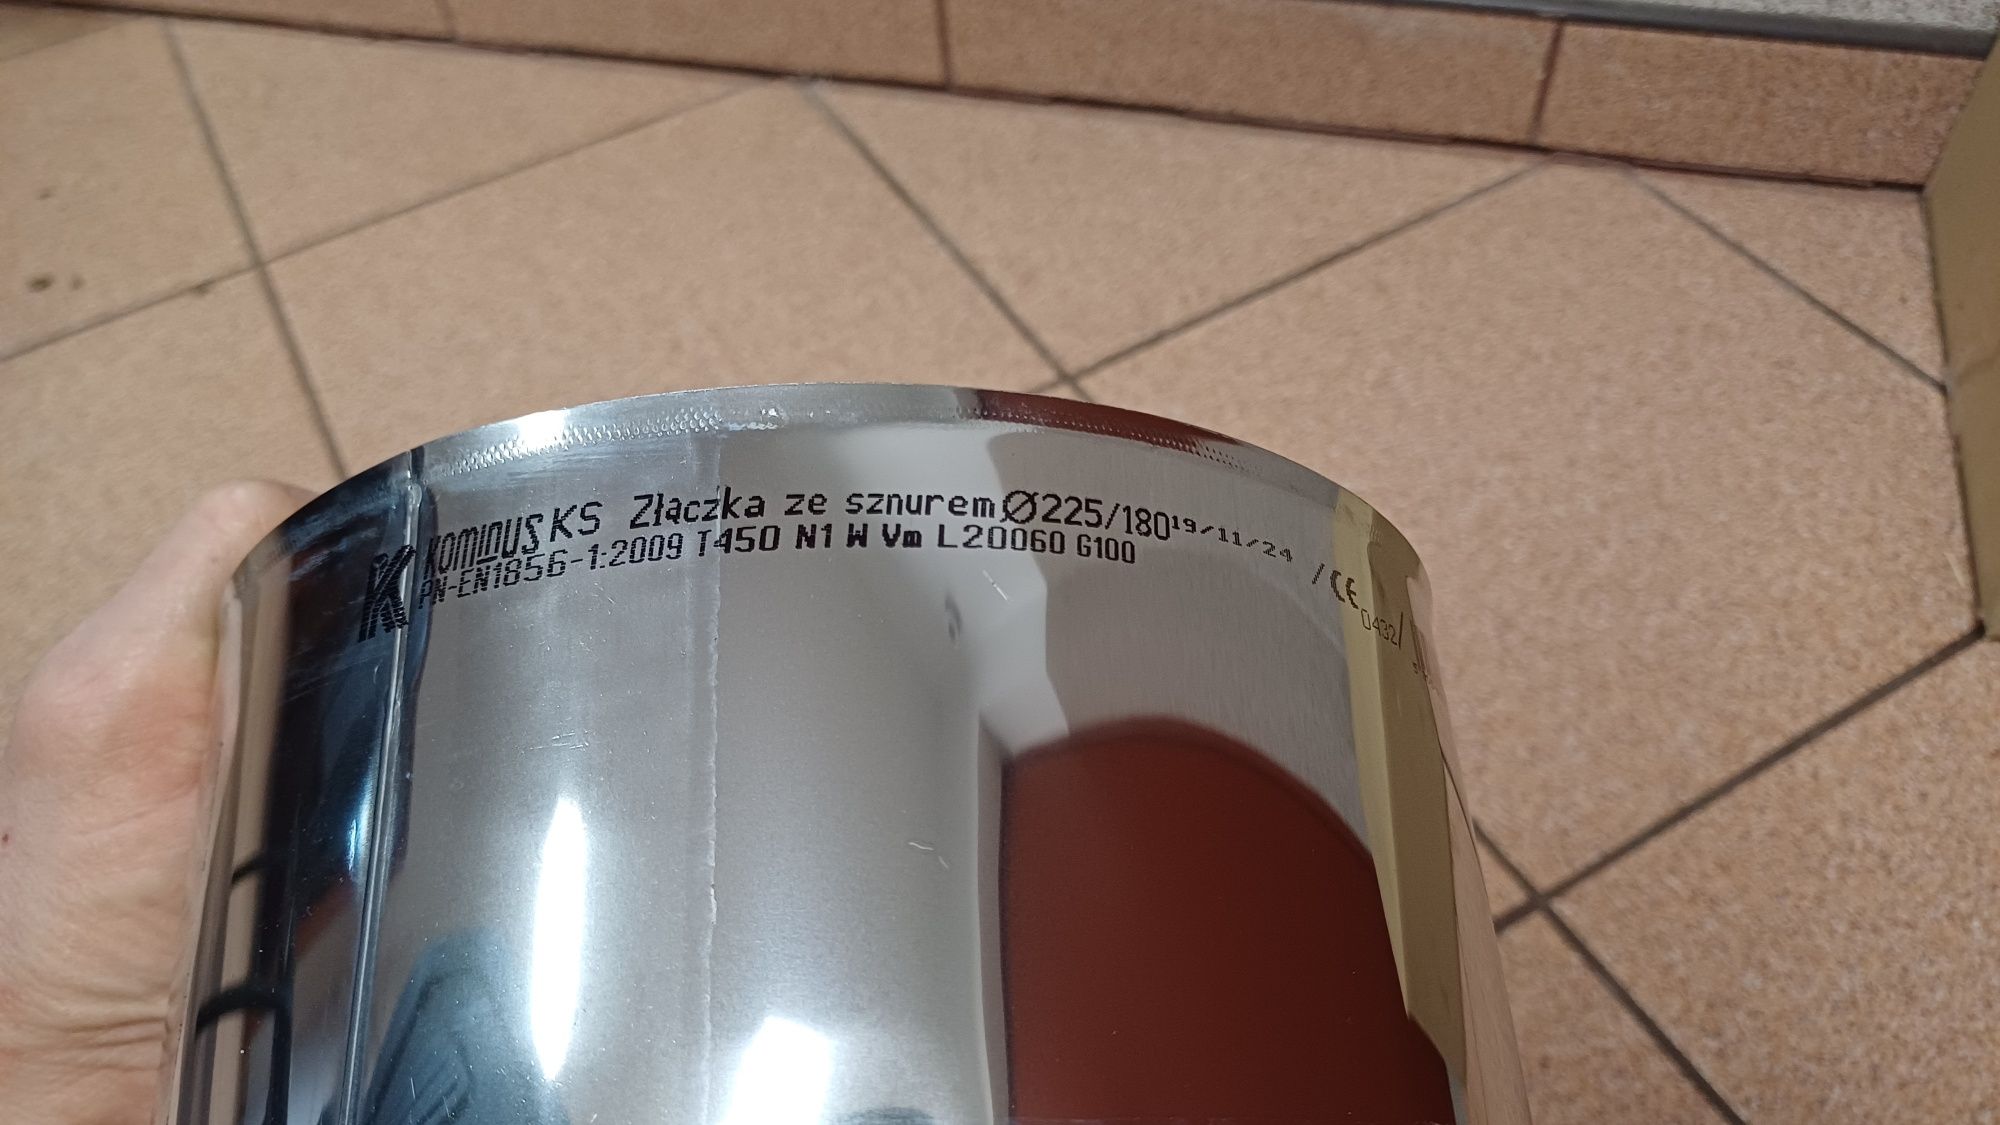 KOMINUS KS Złączka ze sznurem Ø225/180 19/11/24 /CE 0432/
PN-EN1856-1:2009 T450 N1 W Vm L20060 G100